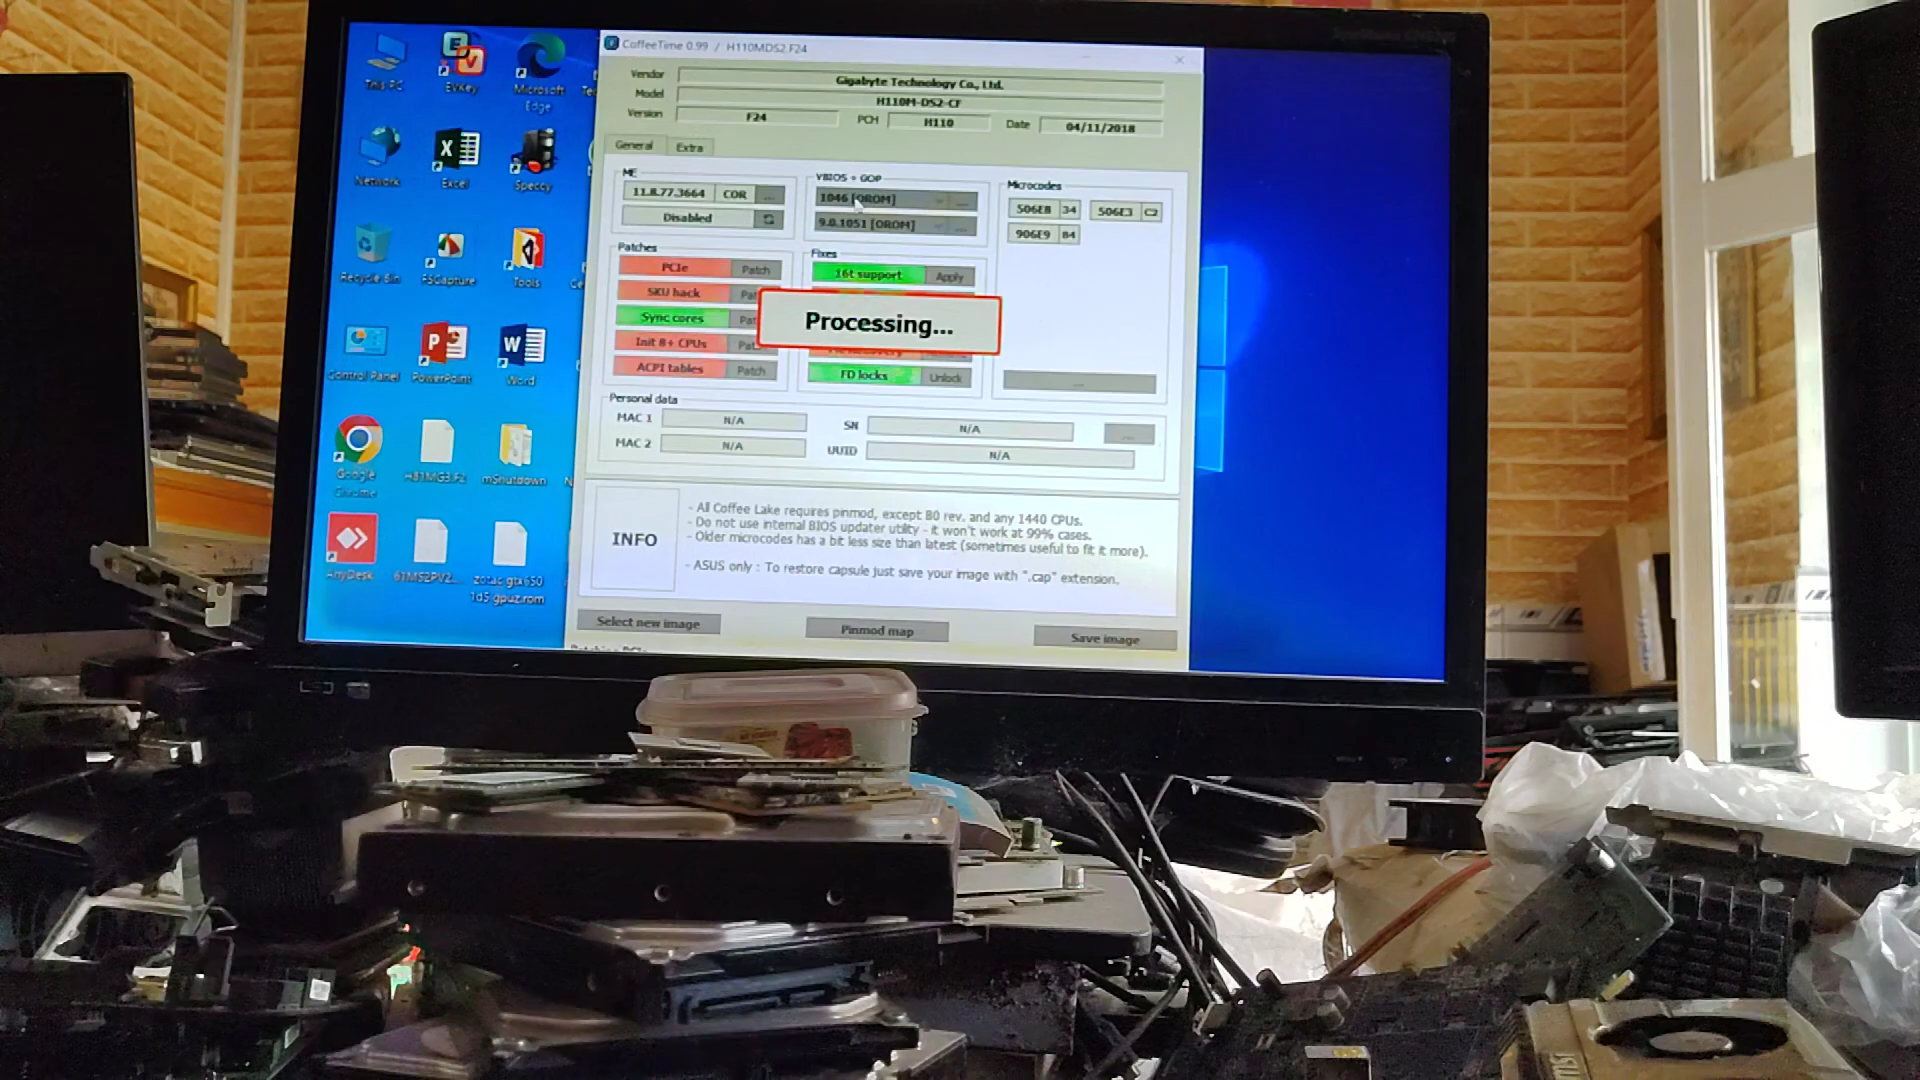 CoffeeTime 0.99 / H110MDS2.F24
Vendor Gigabyte Technology Co., Ltd.
Model H110M-DS2-CF
Version F24 PCH H110 Date 04/11/2018
General Extra
ME
11.8.77.3664 COR ...
Disabled
VBIOS + GOP
1046 [OROM] ...
9.0.1051 [OROM] ...
Microcodes
506E8 34 506E3 C2
906E9 B4
...
Patches
PCIe Patch
SKU hack
Sync cores
Init 8+ CPUs
ACPI tables Patch
Fixes
16t support Apply
FD locks Unlock
Processing...
Personal data
MAC 1 N/A
MAC 2 N/A
SN N/A ...
UUID N/A
INFO
- All Coffee Lake requires pinmod, except B0 rev. and any 1440 CPUs.
- Do not use internal BIOS updater utility - it won't work at 99% cases.
- Older microcodes has a bit less size than latest (sometimes useful to fit it more).
- ASUS only : To restore capsule just save your image with ".cap" extension.
Select new image Pinmod map Save image
This PC
EVKey
Microsoft
Edge
Network
Excel
Speccy
Recycle Bin
FSCapture
Tools
Control Panel
PowerPoint
Word
Google
Chrome
H81MG3.F2
mShutdown
AnyDesk
61MS2PV2....
zotac gtx650
1d5 gpuz.rom
msi